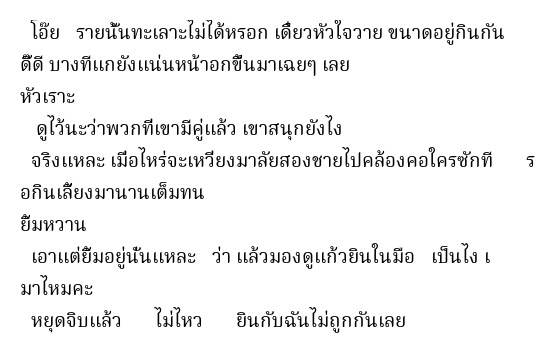 โอ๊ย รายนั้นทะเลาะไม่ได้หรอก เดี๋ยวหัวใจวาย ขนาดอยู่กินกัน
ดีดี บางทีแกยังแน่นหน้าอกขึ้นมาเฉยๆ เลย
หัวเราะ
ดูไว้นะว่าพวกที่เขามีคู่แล้ว เขาสนุกยังไง
จริงแหละ เมื่อไหร่จะเหวี่ยงมาลัยสองชายไปคล้องคอใครซักที ร
อกินเลี้ยงมานานเต็มทน
ยิ้มหวาน
เอาแต่ยิ้มอยู่นั่นแหละ ว่า แล้วมองดูแก้วยินในมือ เป็นไง เ
มาไหมคะ
หยุดจิบแล้ว ไม่ไหว ยินกับฉันไม่ถูกกันเลย